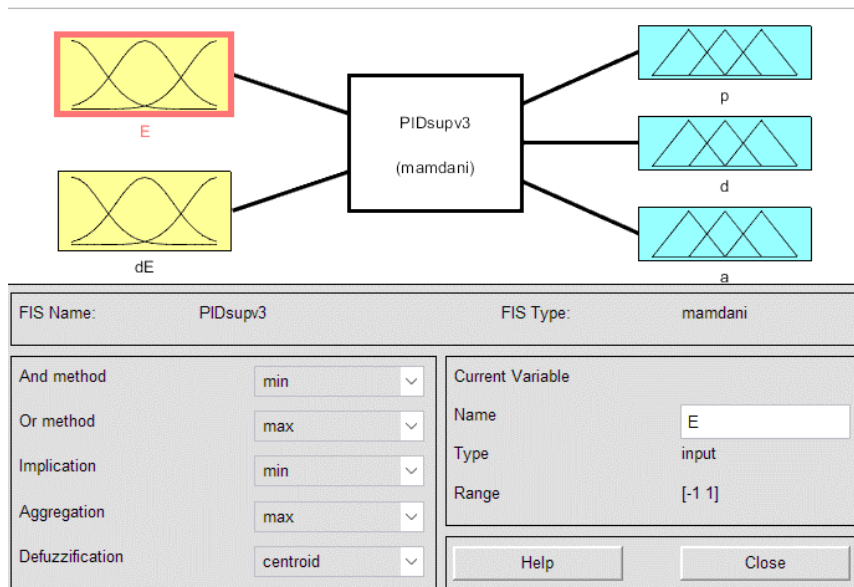 E
dE
PIDsupv3
(mamdani)
p
d
a
FIS Name: PIDsupv3 FIS Type: mamdani
And method min
Or method max
Implication min
Aggregation max
Defuzzification centroid
Current Variable
Name E
Type input
Range [-1 1]
Help Close